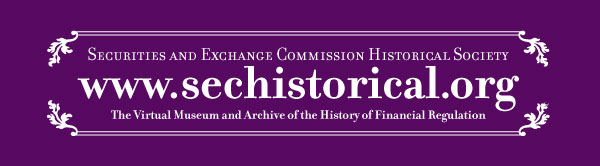 Securities and Exchange Commission Historical Society
www.sechistorical.org
The Virtual Museum and Archive of the History of Financial Regulation